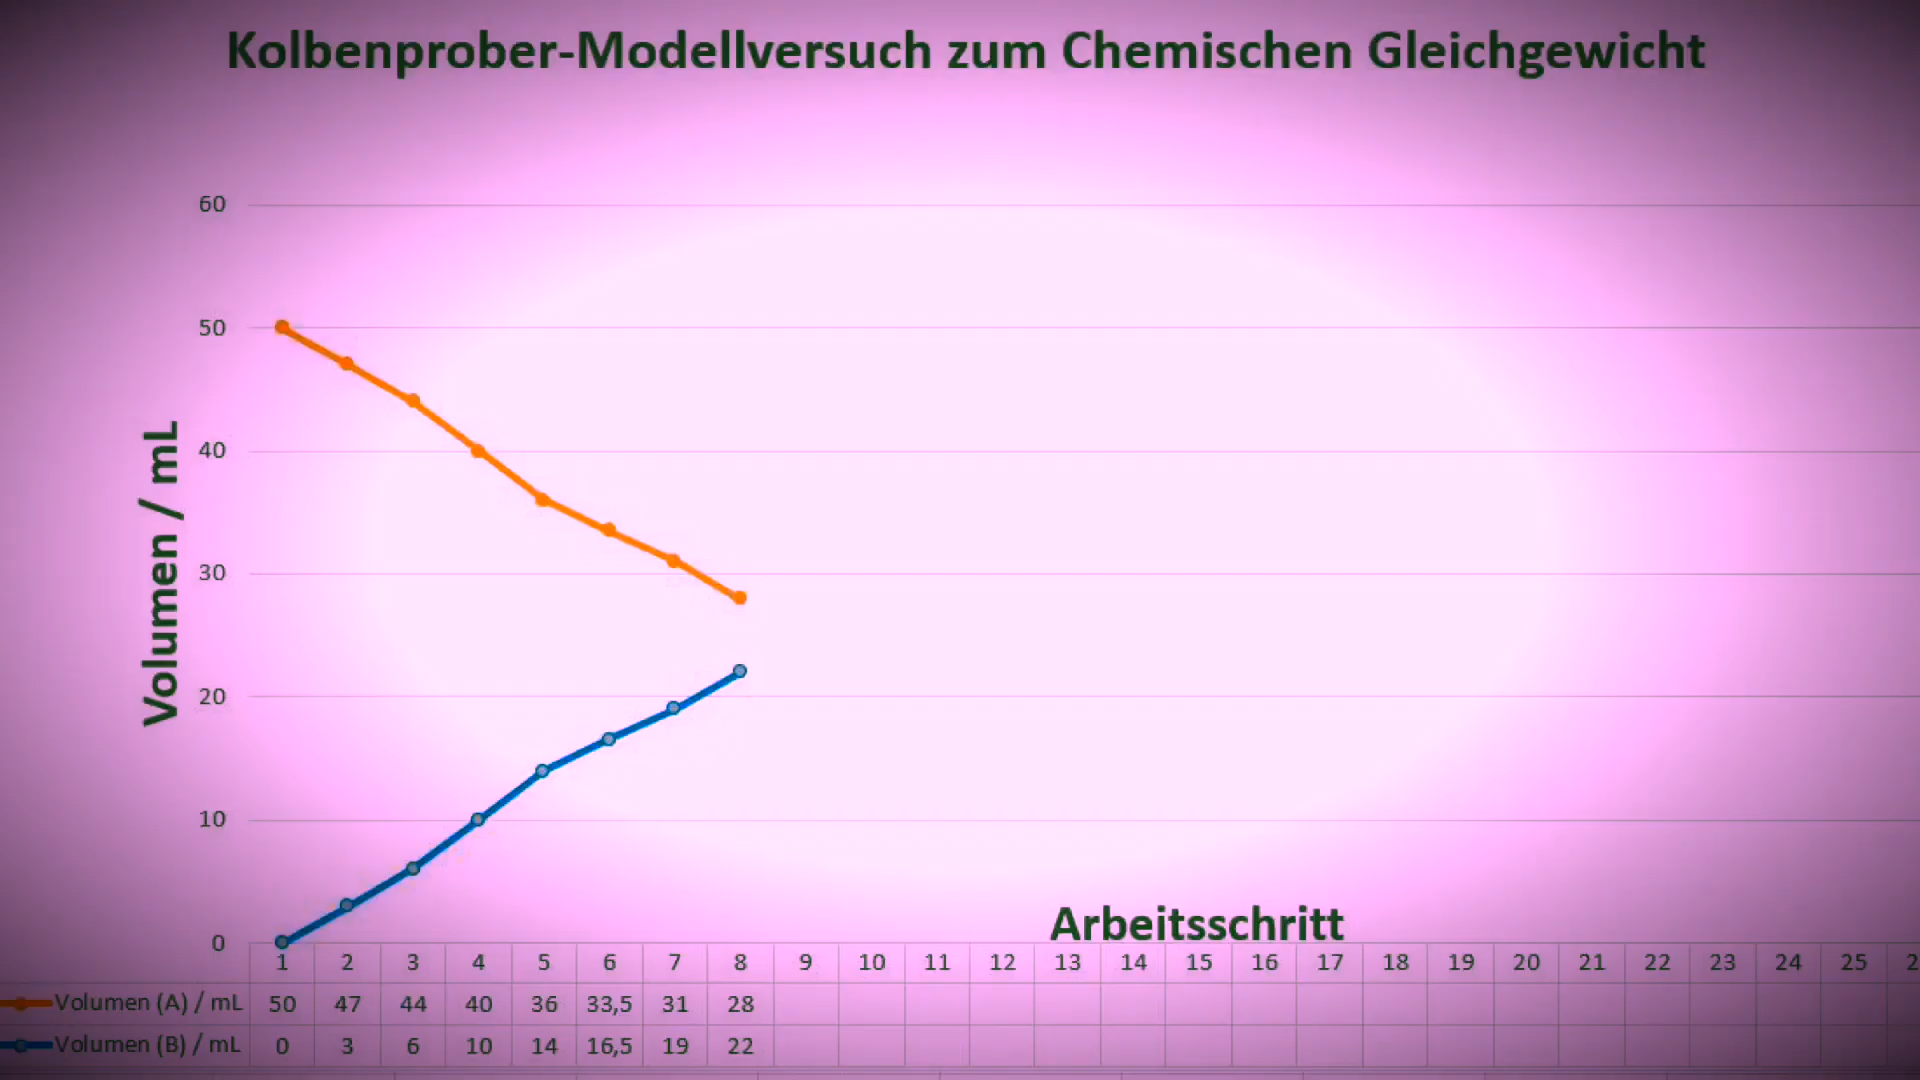 Kolbenprober-Modellversuch zum Chemischen Gleichgewicht
Volumen / mL
60
50
40
30
20
10
0
Arbeitsschritt
1 2 3 4 5 6 7 8 9 10 11 12 13 14 15 16 17 18 19 20 21 22 23 24 25
Volumen (A) / mL 50 47 44 40 36 33,5 31 28
Volumen (B) / mL 0 3 6 10 14 16,5 19 22